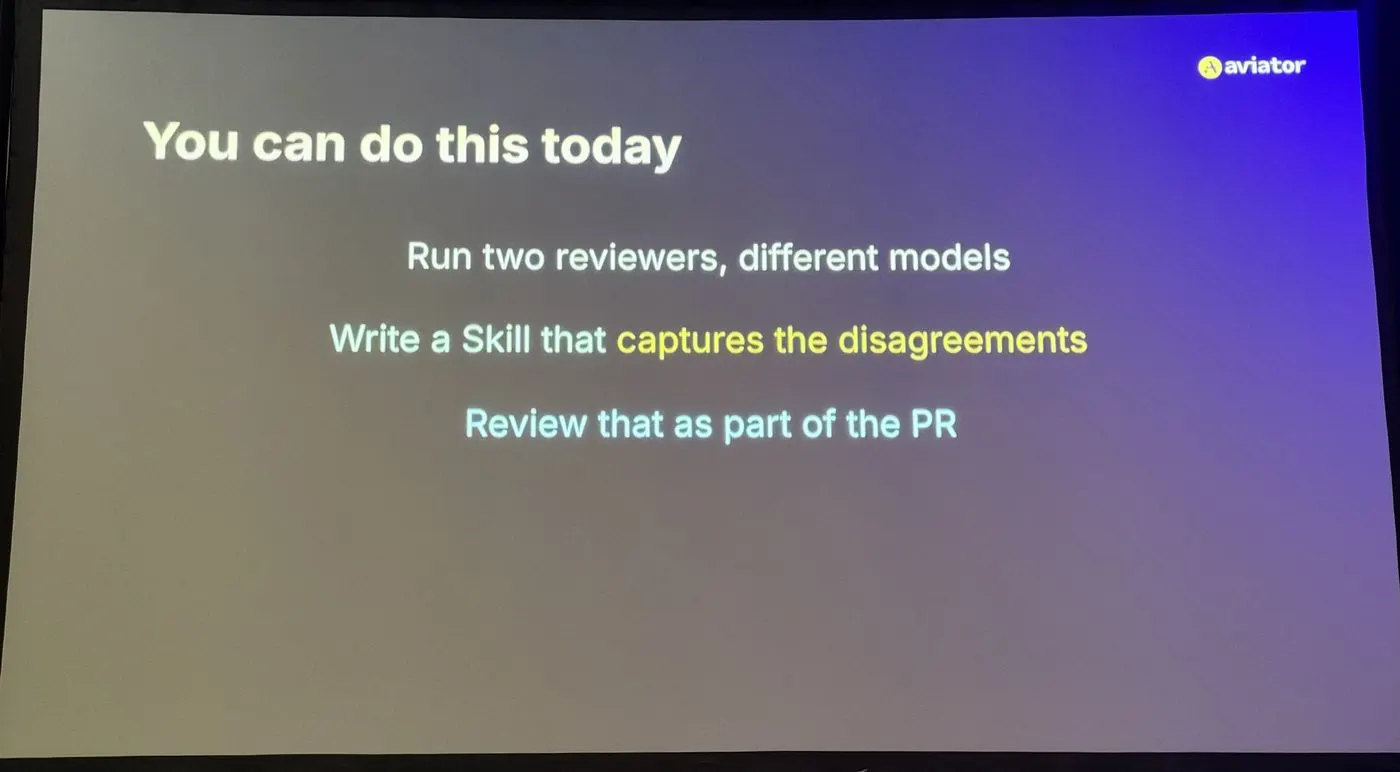 aviator
You can do this today
Run two reviewers, different models
Write a Skill that captures the disagreements
Review that as part of the PR